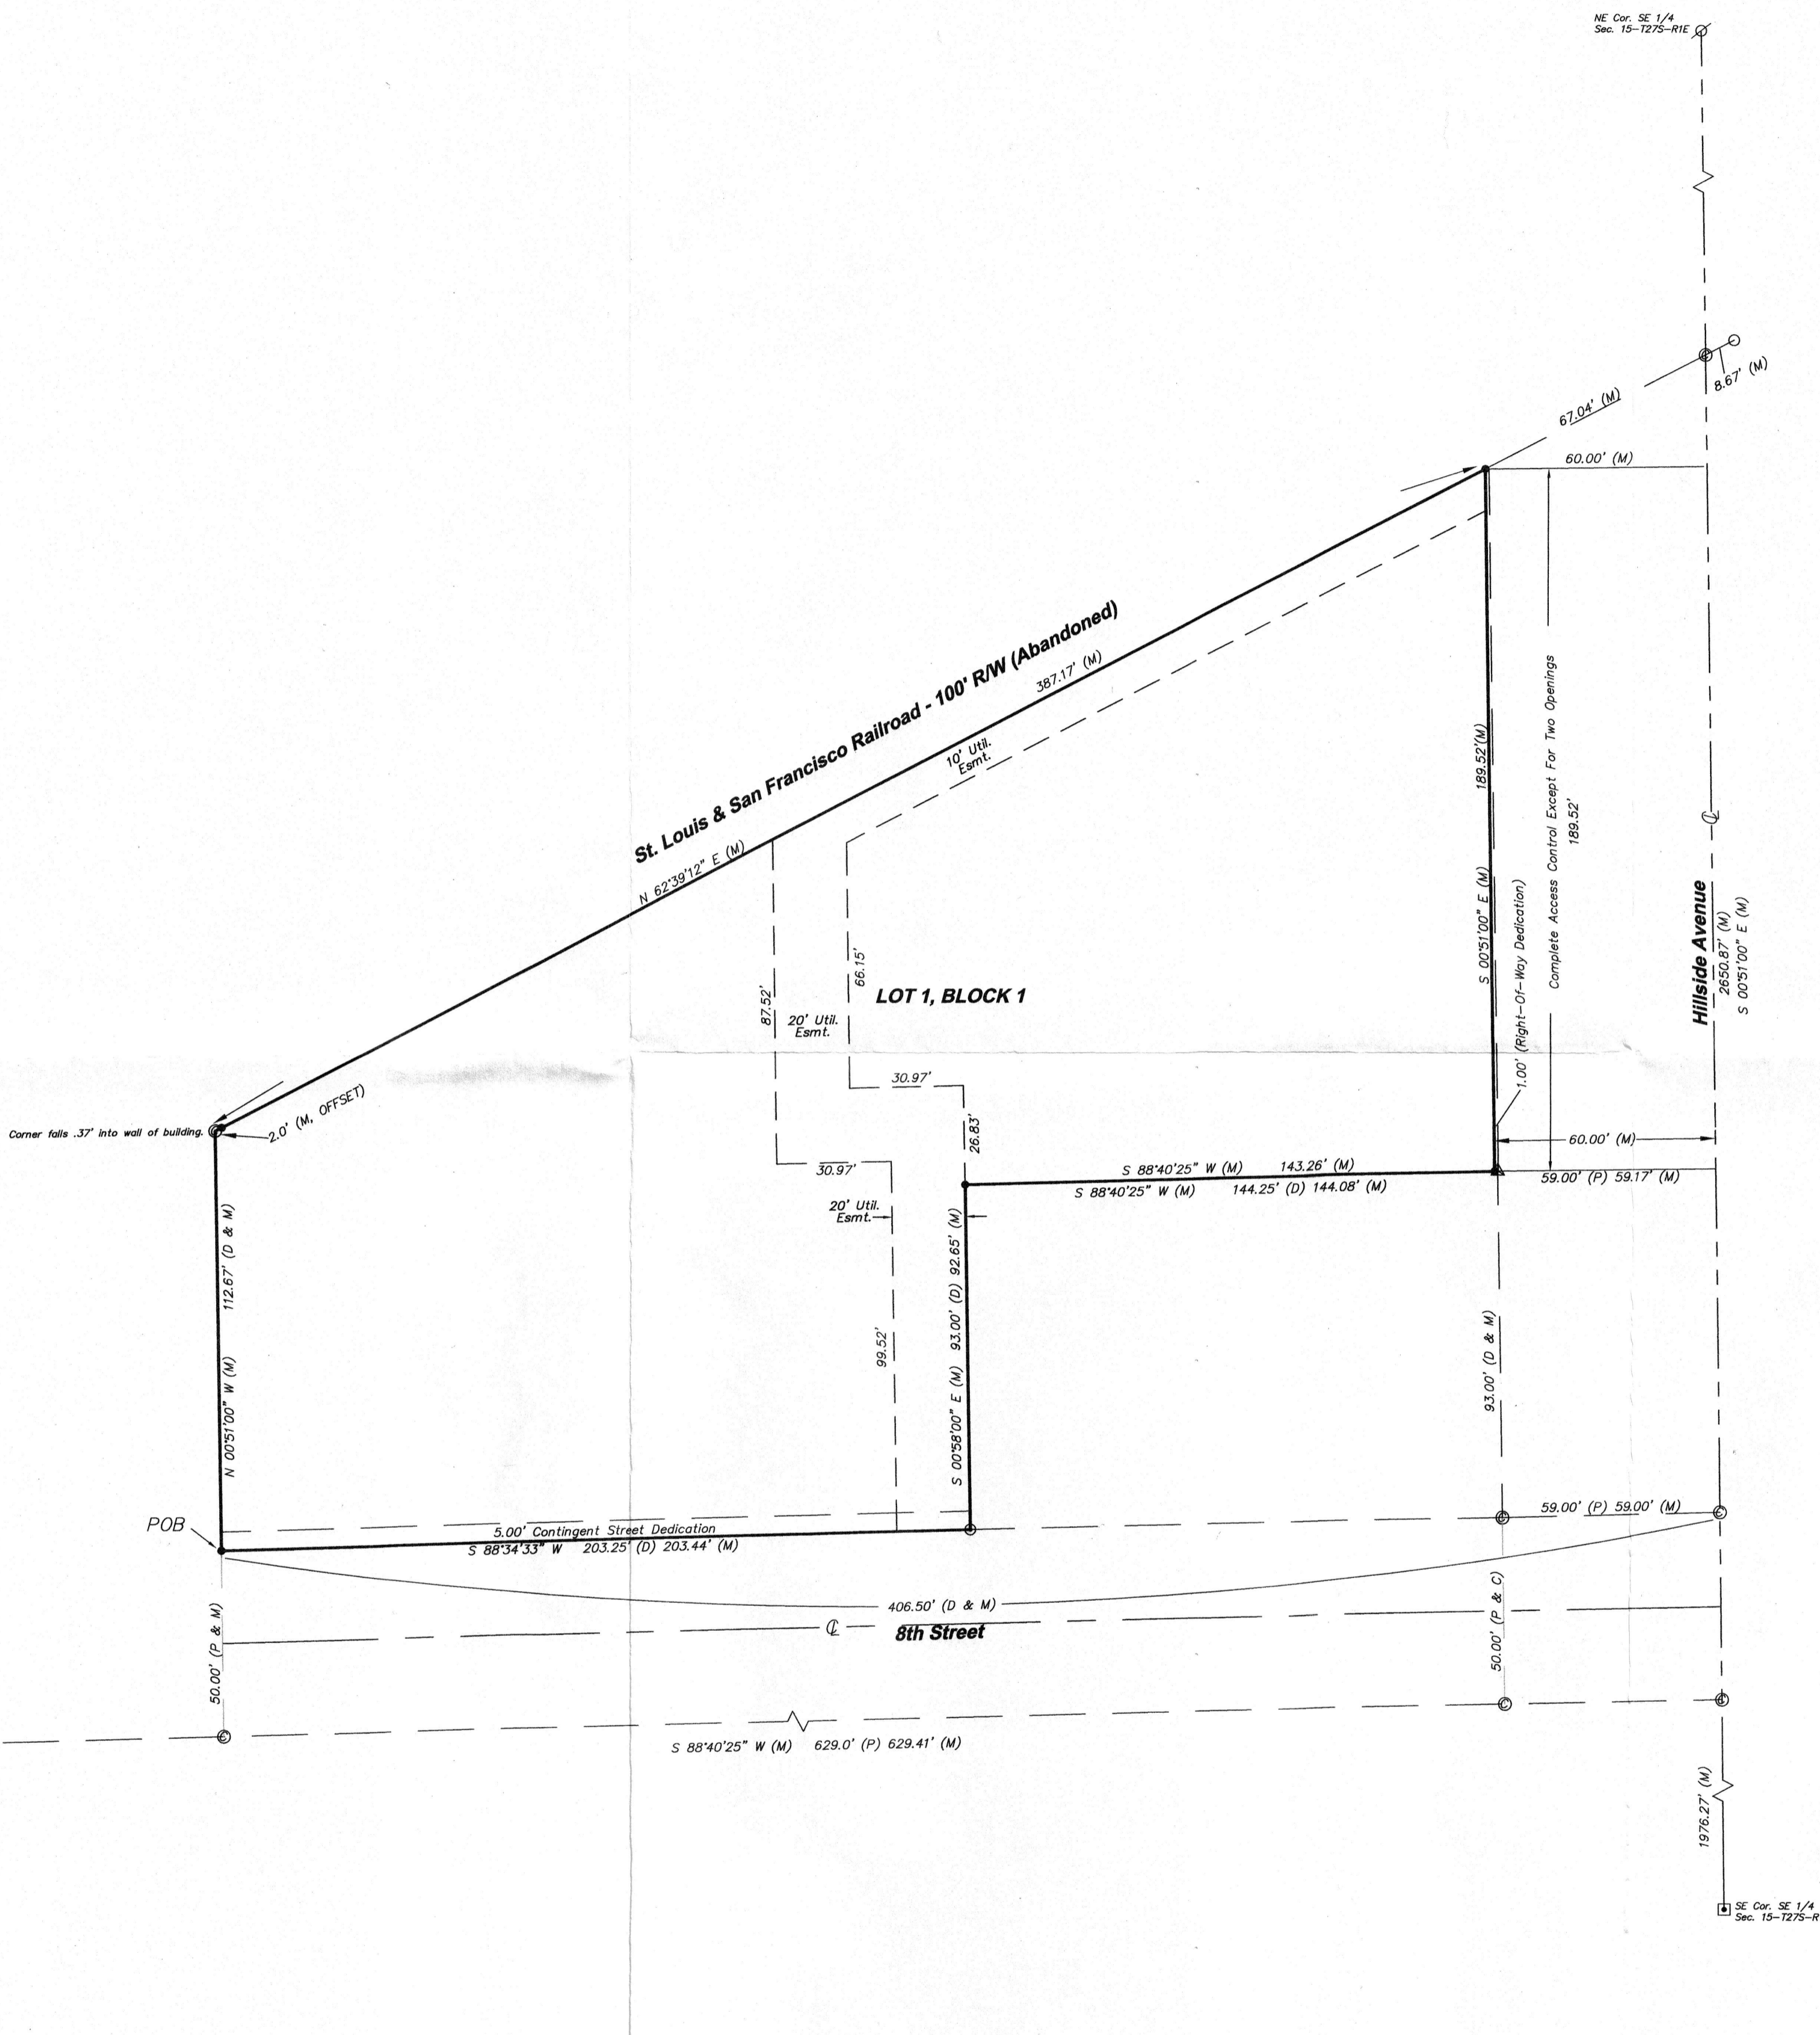 NE Cor. SE 1/4
Sec. 15-T27S-R1E
8.67' (M)
67.04' (M)
60.00' (M)
St. Louis & San Francisco Railroad - 100' R/W (Abandoned)
387.17' (M)
N 62°39'12" E (M)
10' Util.
Esmt.
189.52'(M)
S 00°51'00" E (M)
Complete Access Control Except For Two Openings
189.52'
1.00' (Right-Of-Way Dedication)
Hillside Avenue
2650.87' (M)
S 00°51'00" E (M)
66.15'
87.52'
LOT 1, BLOCK 1
20' Util.
Esmt.
30.97'
26.83'
Corner falls .37' into wall of building.
2.0' (M, OFFSET)
60.00' (M)
30.97'
S 88°40'25" W (M) 143.26' (M)
S 88°40'25" W (M) 144.25' (D) 144.08' (M)
59.00' (P) 59.17' (M)
20' Util.
Esmt.
112.67' (D & M)
N 00°51'00" W (M)
99.52'
S 00°58'00" E (M) 93.00' (D) 92.65' (M)
93.00' (D & M)
POB
5.00' Contingent Street Dedication
S 88°34'33" W 203.25' (D) 203.44' (M)
59.00' (P) 59.00' (M)
406.50' (D & M)
8th Street
50.00' (P & M)
50.00' (P & C)
S 88°40'25" W (M) 629.0' (P) 629.41' (M)
1976.27' (M)
SE Cor. SE 1/4
Sec. 15-T27S-R